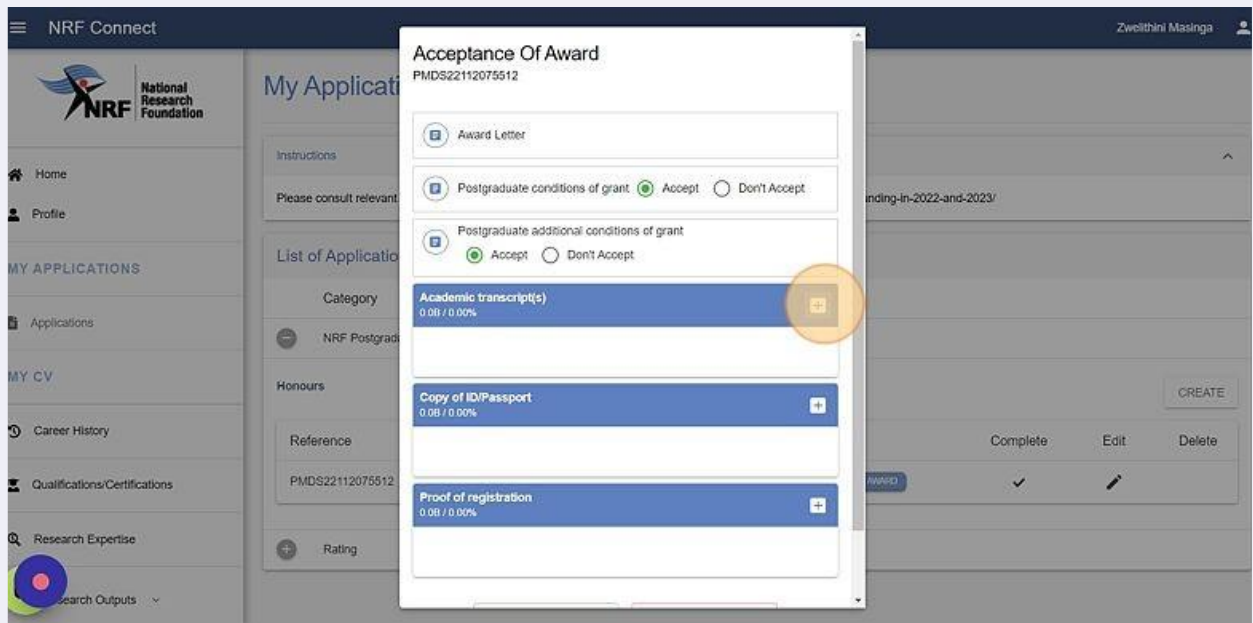 NRF Connect
Zwelithini Masinga
National
Research
Foundation
NRF
Home
Profile
MY APPLICATIONS
Applications
MY CV
Career History
Qualifications/Certifications
Research Expertise
search Outputs
My Applicati
Instructions
Please consult relevant
nding-in-2022-and-2023/
List of Applicatio
Category
NRF Postgradu
Honours
CREATE
Reference
Complete
Edit
Delete
PMDS22112075512
AWARD
Rating
Acceptance Of Award
PMDS22112075512
Award Letter
Postgraduate conditions of grant Accept Don't Accept
Postgraduate additional conditions of grant
Accept Don't Accept
Academic transcript(s)
0.0B / 0.00%
Copy of ID/Passport
0.0B / 0.00%
Proof of registration
0.0B / 0.00%